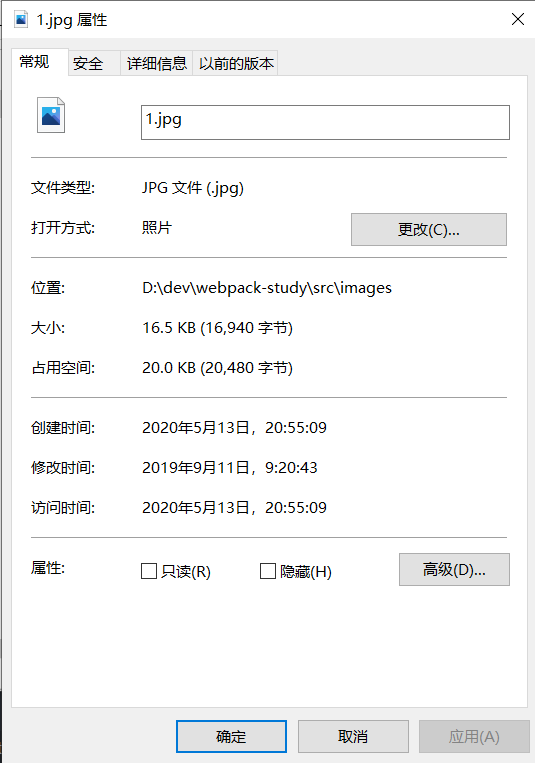 1.jpg 属性
常规 安全 详细信息 以前的版本
1.jpg
文件类型: JPG 文件 (.jpg)
打开方式: 照片 更改(C)...
位置: D:\dev\webpack-study\src\images
大小: 16.5 KB (16,940 字节)
占用空间: 20.0 KB (20,480 字节)
创建时间: 2020年5月13日，20:55:09
修改时间: 2019年9月11日，9:20:43
访问时间: 2020年5月13日，20:55:09
属性: 只读(R) 隐藏(H) 高级(D)...
确定 取消 应用(A)